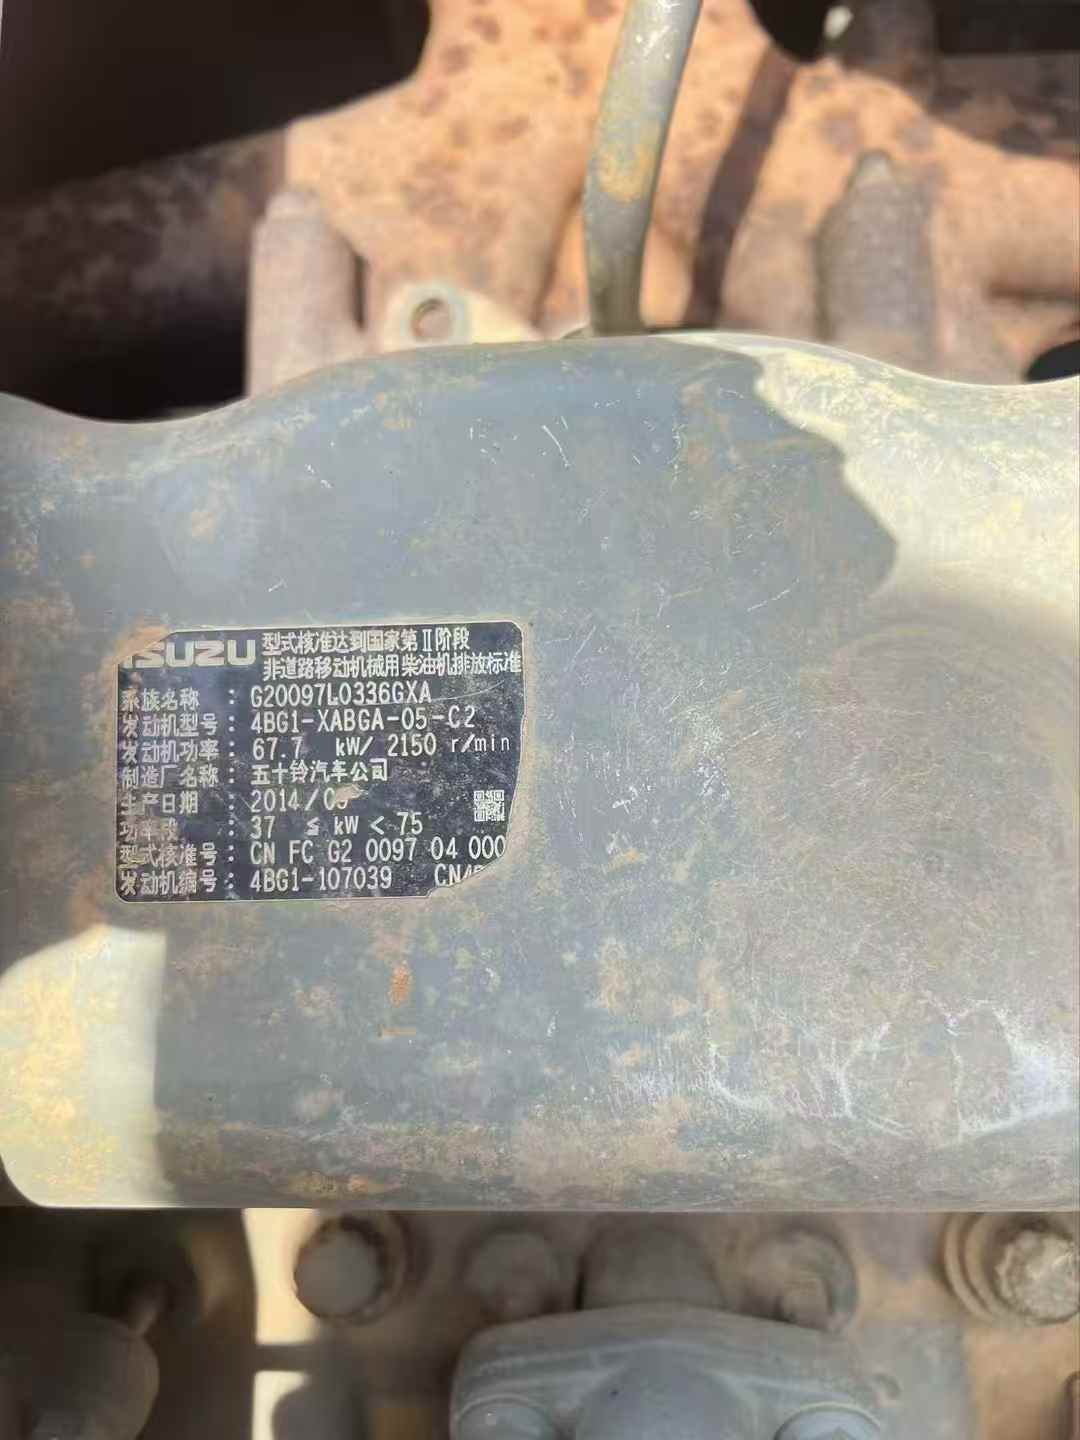 ISUZU 型式核准达到国家第Ⅱ阶段
非道路移动机械用柴油机排放标准
系族名称 : G20097L0336GXA
发动机型号 : 4BG1-XABGA-05-C2
发动机功率 : 67.7 kW/ 2150 r/min
制造厂名称 : 五十铃汽车公司
生产日期 : 2014/
功率段 : 37 ≦ kW < 75
型式核准号 : CN FC G2 0097 04 000
发动机编号 : 4BG1-107039